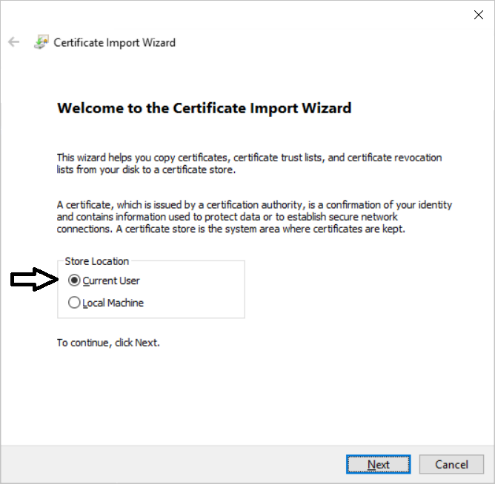 Certificate Import Wizard
Welcome to the Certificate Import Wizard
This wizard helps you copy certificates, certificate trust lists, and certificate revocation
lists from your disk to a certificate store.
A certificate, which is issued by a certification authority, is a confirmation of your identity
and contains information used to protect data or to establish secure network
connections. A certificate store is the system area where certificates are kept.
Store Location
Current User
Local Machine
To continue, click Next.
Next
Cancel